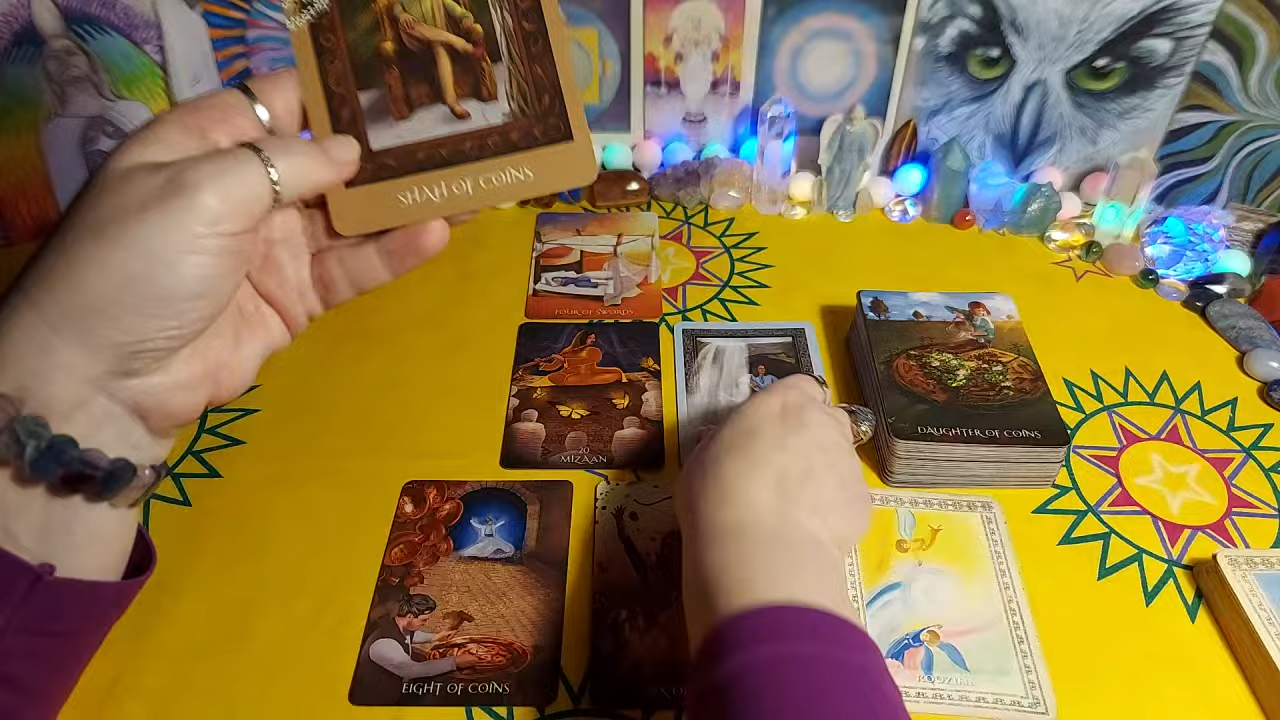 SHAH OF COINS
FOUR OF SWORDS
20
MIZAAN
DAUGHTER OF COINS
EIGHT OF COINS